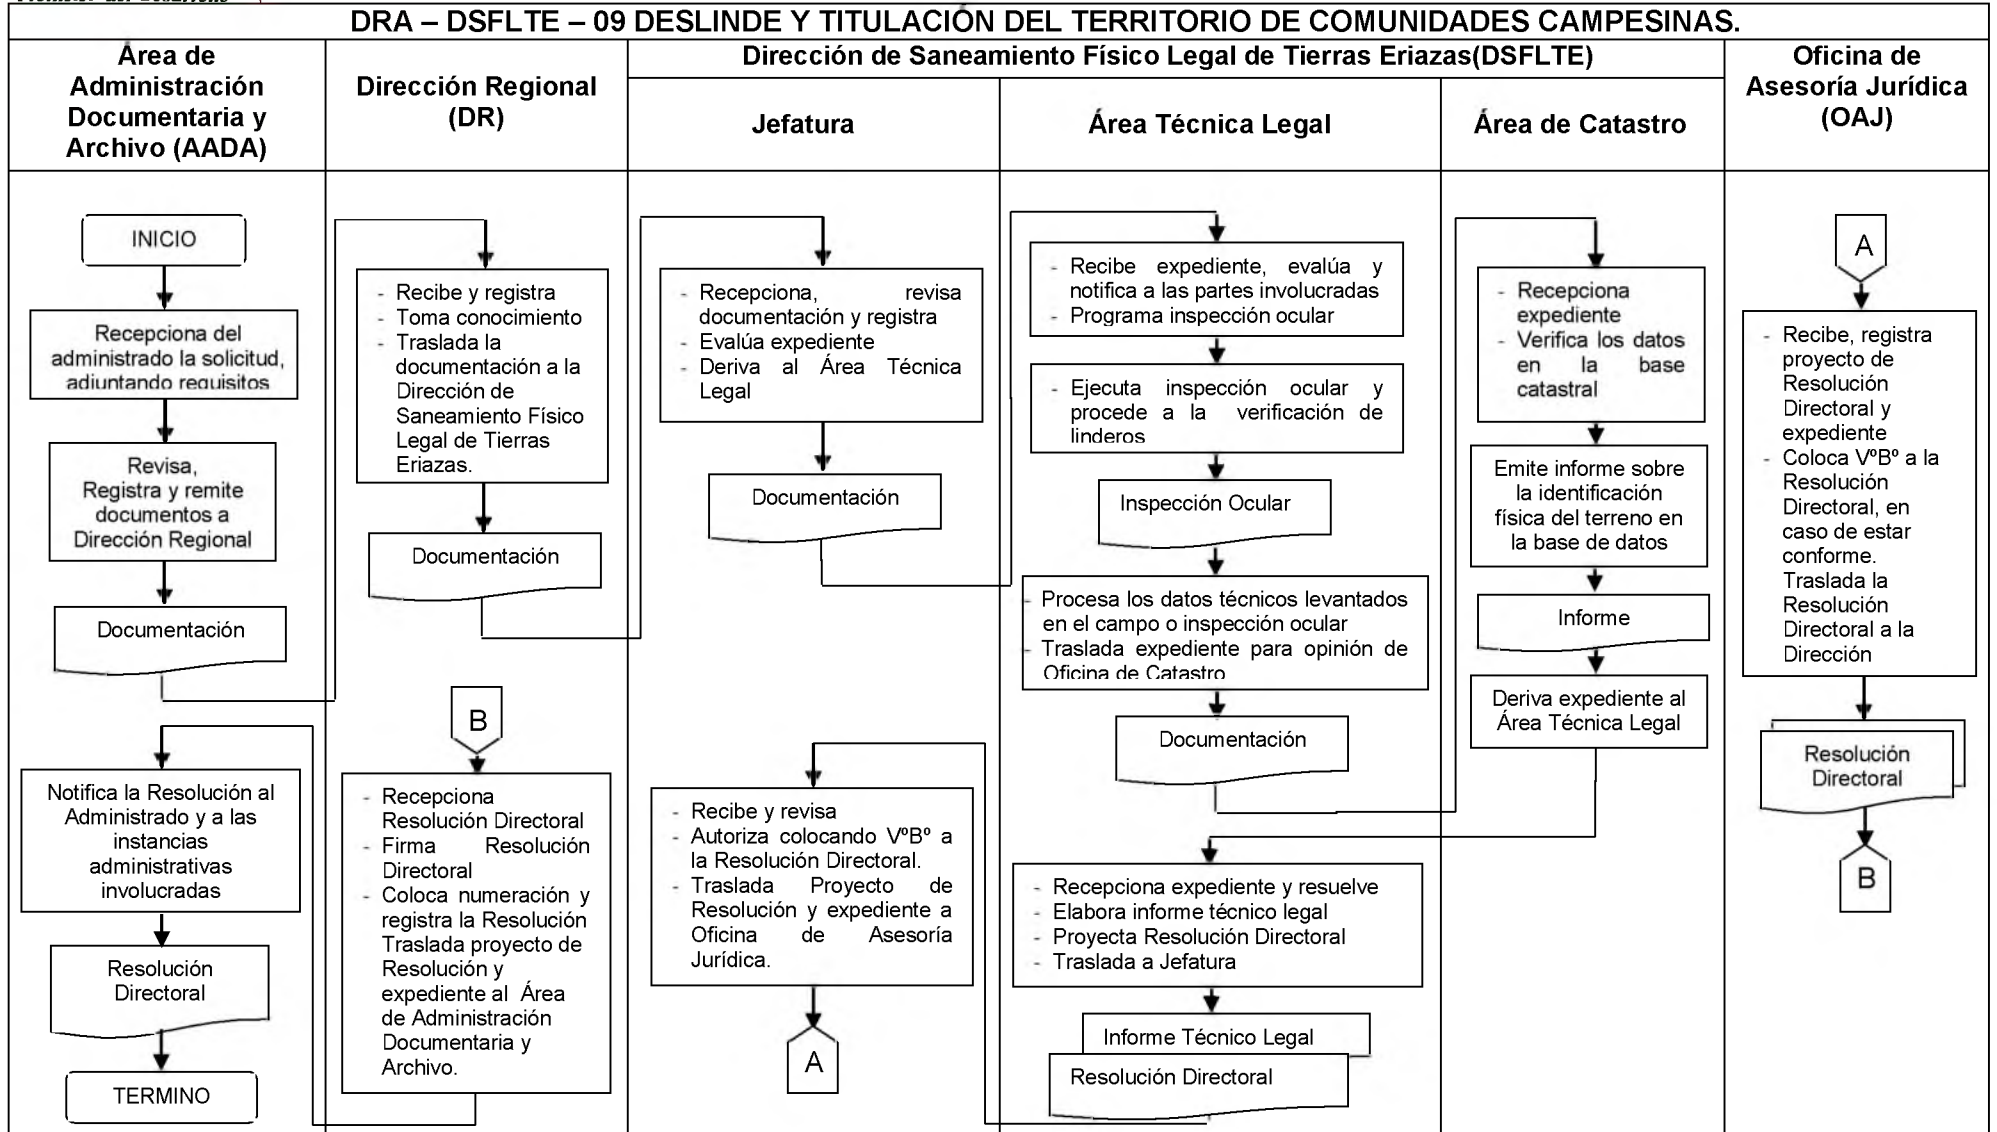 DRA – DSFLTE – 09 DESLINDE Y TITULACIÓN DEL TERRITORIO DE COMUNIDADES CAMPESINAS.
Área de
Administración
Documentaria y
Archivo (AADA)
Dirección Regional
(DR)
Dirección de Saneamiento Físico Legal de Tierras Eriazas(DSFLTE)
Jefatura
Área Técnica Legal
Área de Catastro
Oficina de
Asesoría Jurídica
(OAJ)
INICIO
Recepciona del
administrado la solicitud,
adjuntando requisitos
Revisa,
Registra y remite
documentos a
Dirección Regional
Documentación
- Recibe y registra
- Toma conocimiento
- Traslada la
documentación a la
Dirección de
Saneamiento Físico
Legal de Tierras
Eriazas.
Documentación
- Recepciona, revisa
documentación y registra
- Evalúa expediente
- Deriva al Área Técnica
Legal
Documentación
- Recibe expediente, evalúa y
notifica a las partes involucradas
- Programa inspección ocular
- Ejecuta inspección ocular y
procede a la verificación de
linderos
Inspección Ocular
- Procesa los datos técnicos levantados
en el campo o inspección ocular
- Traslada expediente para opinión de
Oficina de Catastro
Documentación
- Recepciona
expediente
- Verifica los datos
en la base
catastral
Emite informe sobre
la identificación
física del terreno en
la base de datos
Informe
Deriva expediente al
Área Técnica Legal
- Recepciona expediente y resuelve
- Elabora informe técnico legal
- Proyecta Resolución Directoral
- Traslada a Jefatura
Informe Técnico Legal
Resolución Directoral
- Recibe y revisa
- Autoriza colocando VºBº a
la Resolución Directoral.
- Traslada Proyecto de
Resolución y expediente a
Oficina de Asesoría
Jurídica.
A
A
- Recibe, registra
proyecto de
Resolución
Directoral y
expediente
- Coloca VºBº a la
Resolución
Directoral, en
caso de estar
conforme.
Traslada la
Resolución
Directoral a la
Dirección
Resolución
Directoral
B
B
- Recepciona
Resolución Directoral
- Firma Resolución
Directoral
- Coloca numeración y
registra la Resolución
Traslada proyecto de
Resolución y
expediente al Área
de Administración
Documentaria y
Archivo.
Notifica la Resolución al
Administrado y a las
instancias
administrativas
involucradas
Resolución
Directoral
TERMINO